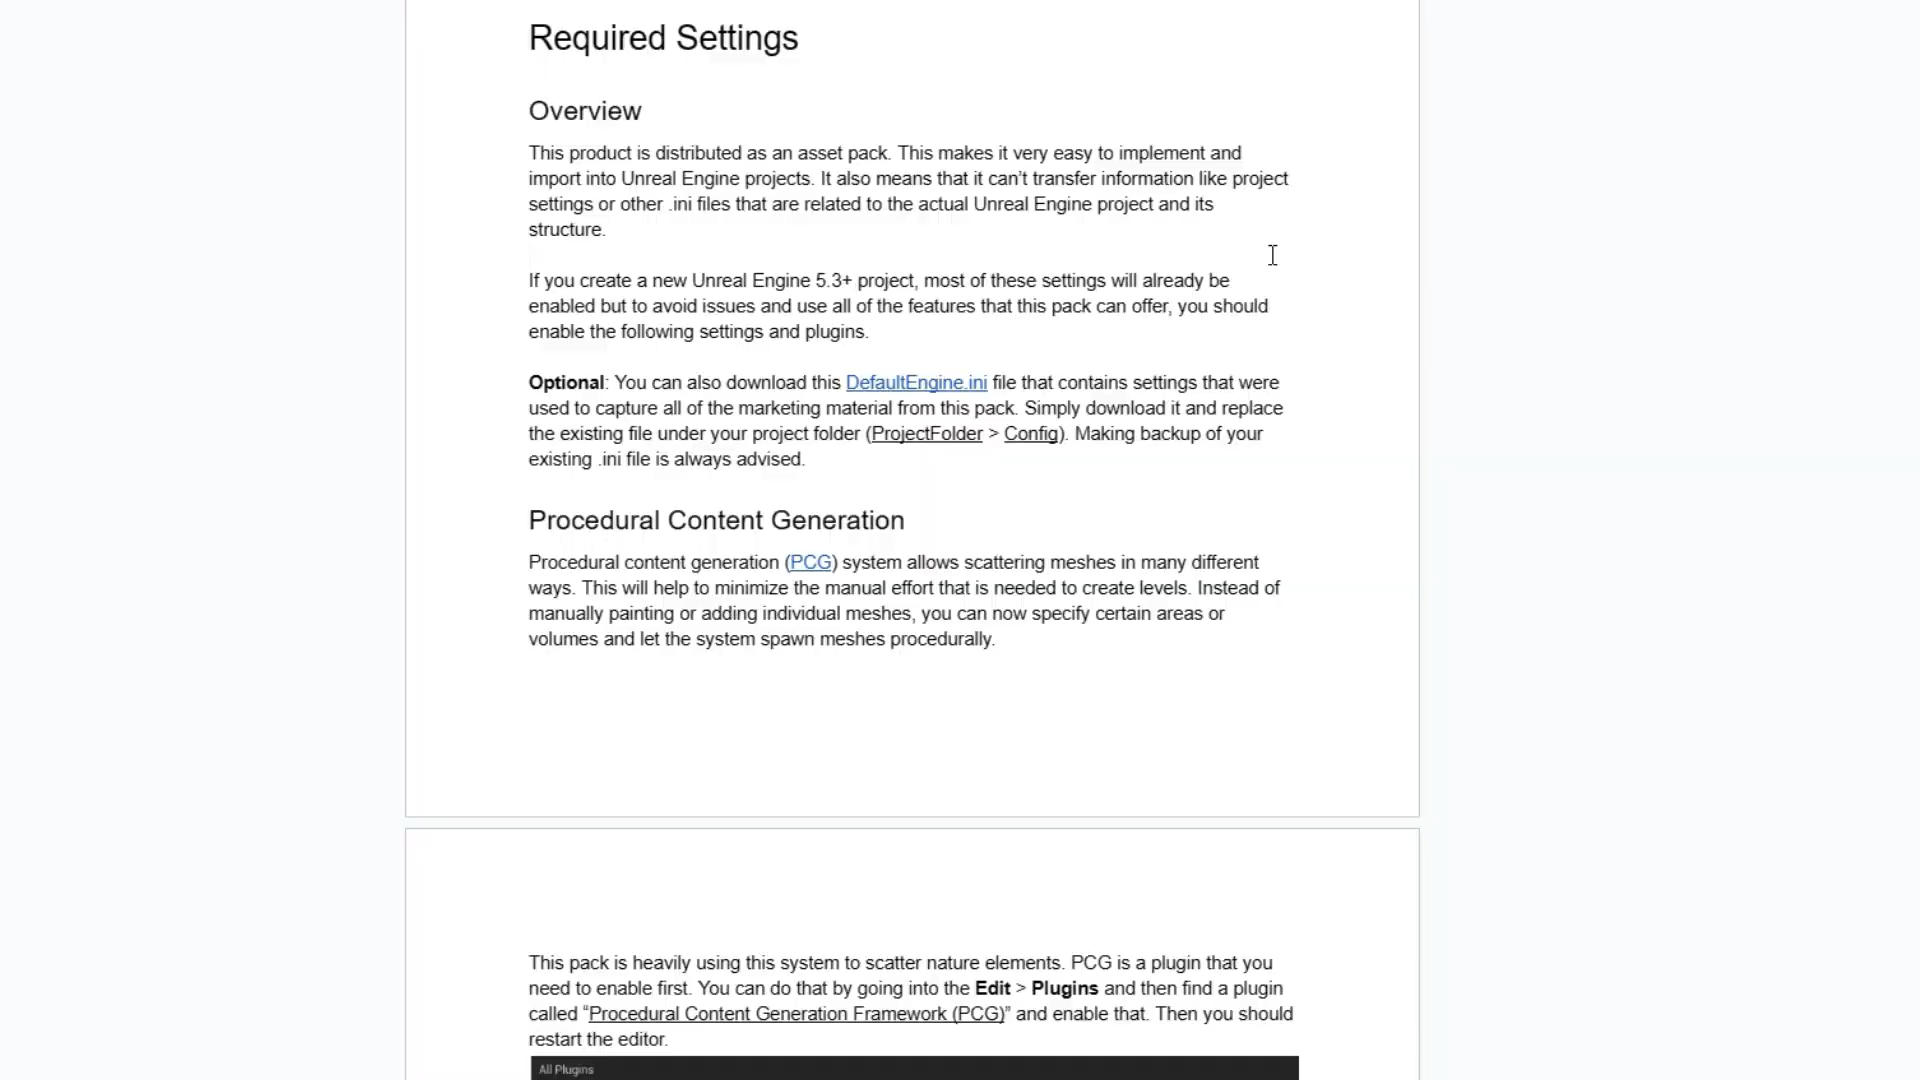 Required Settings
Overview
This product is distributed as an asset pack. This makes it very easy to implement and
import into Unreal Engine projects. It also means that it can't transfer information like project
settings or other .ini files that are related to the actual Unreal Engine project and its
structure.
If you create a new Unreal Engine 5.3+ project, most of these settings will already be
enabled but to avoid issues and use all of the features that this pack can offer, you should
enable the following settings and plugins.
Optional: You can also download this DefaultEngine.ini file that contains settings that were
used to capture all of the marketing material from this pack. Simply download it and replace
the existing file under your project folder (ProjectFolder > Config). Making backup of your
existing .ini file is always advised.
Procedural Content Generation
Procedural content generation (PCG) system allows scattering meshes in many different
ways. This will help to minimize the manual effort that is needed to create levels. Instead of
manually painting or adding individual meshes, you can now specify certain areas or
volumes and let the system spawn meshes procedurally.
This pack is heavily using this system to scatter nature elements. PCG is a plugin that you
need to enable first. You can do that by going into the Edit > Plugins and then find a plugin
called “Procedural Content Generation Framework (PCG)” and enable that. Then you should
restart the editor.
All Plugins